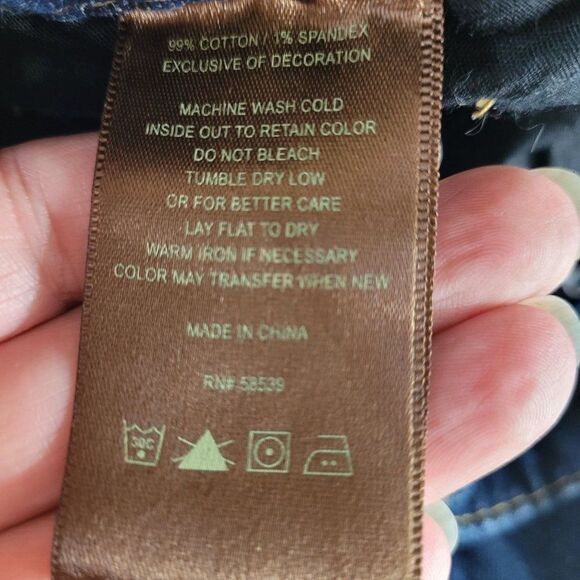 99% COTTON / 1% SPANDEX
EXCLUSIVE OF DECORATION
MACHINE WASH COLD
INSIDE OUT TO RETAIN COLOR
DO NOT BLEACH
TUMBLE DRY LOW
OR FOR BETTER CARE
LAY FLAT TO DRY
WARM IRON IF NECESSARY
COLOR MAY TRANSFER WHEN NEW
MADE IN CHINA
RN# 58539
30C